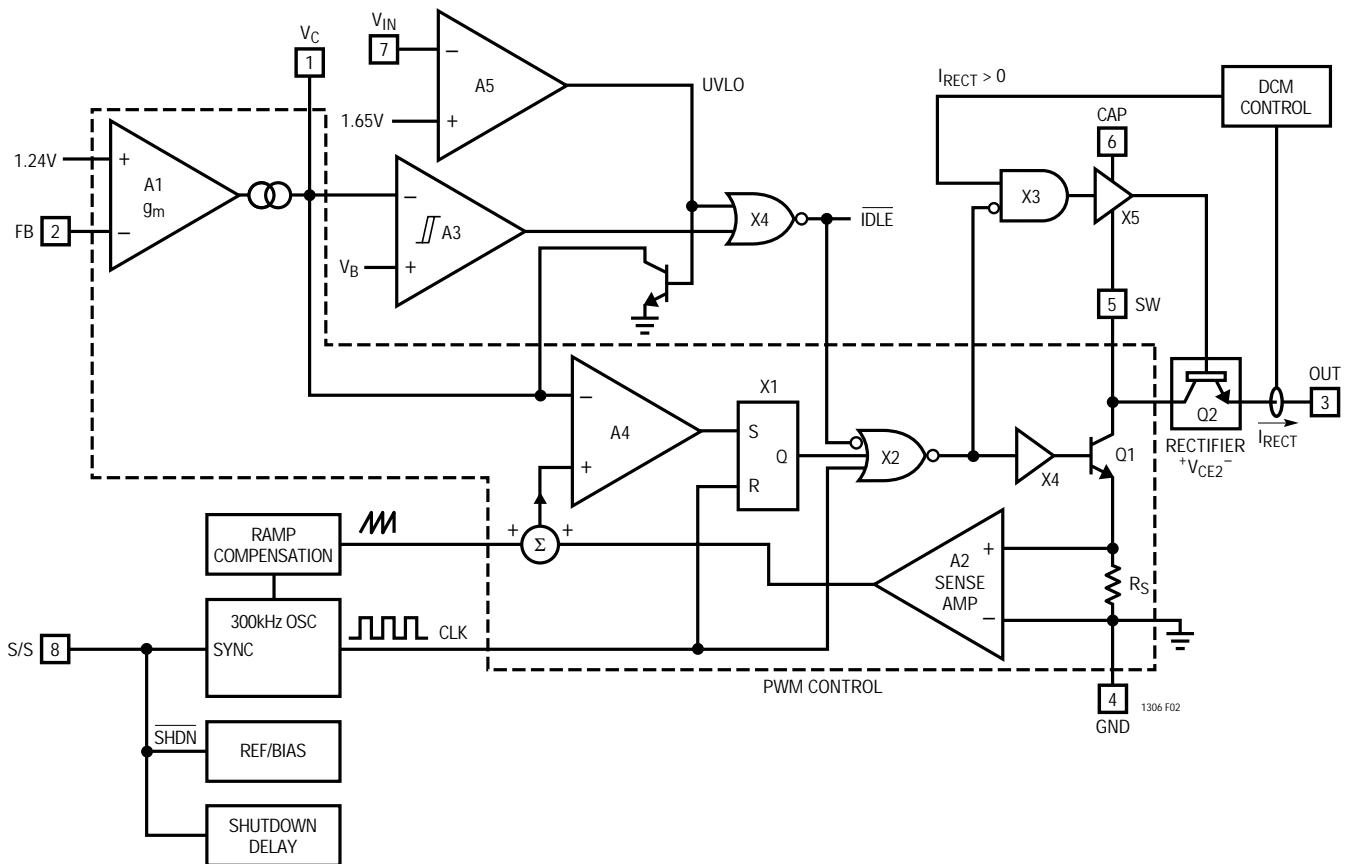 VC
1
VIN
7
−
A5
UVLO
1.65V
+
IRECT > 0
DCM
CONTROL
CAP
6
1.24V
+
A1
gm
FB
2
−
−
A3
VB
+
X4
IDLE
X3
X5
5
SW
X1
−
A4
+
S
Q
R
X2
X4
Q1
Q2
RECTIFIER
+VCE2−
OUT
3
IRECT
RAMP
COMPENSATION
+
Σ
+
A2
SENSE
AMP
+
−
RS
S/S
8
300kHz OSC
SYNC
CLK
PWM CONTROL
4
GND
1306 F02
SHDN
REF/BIAS
SHUTDOWN
DELAY